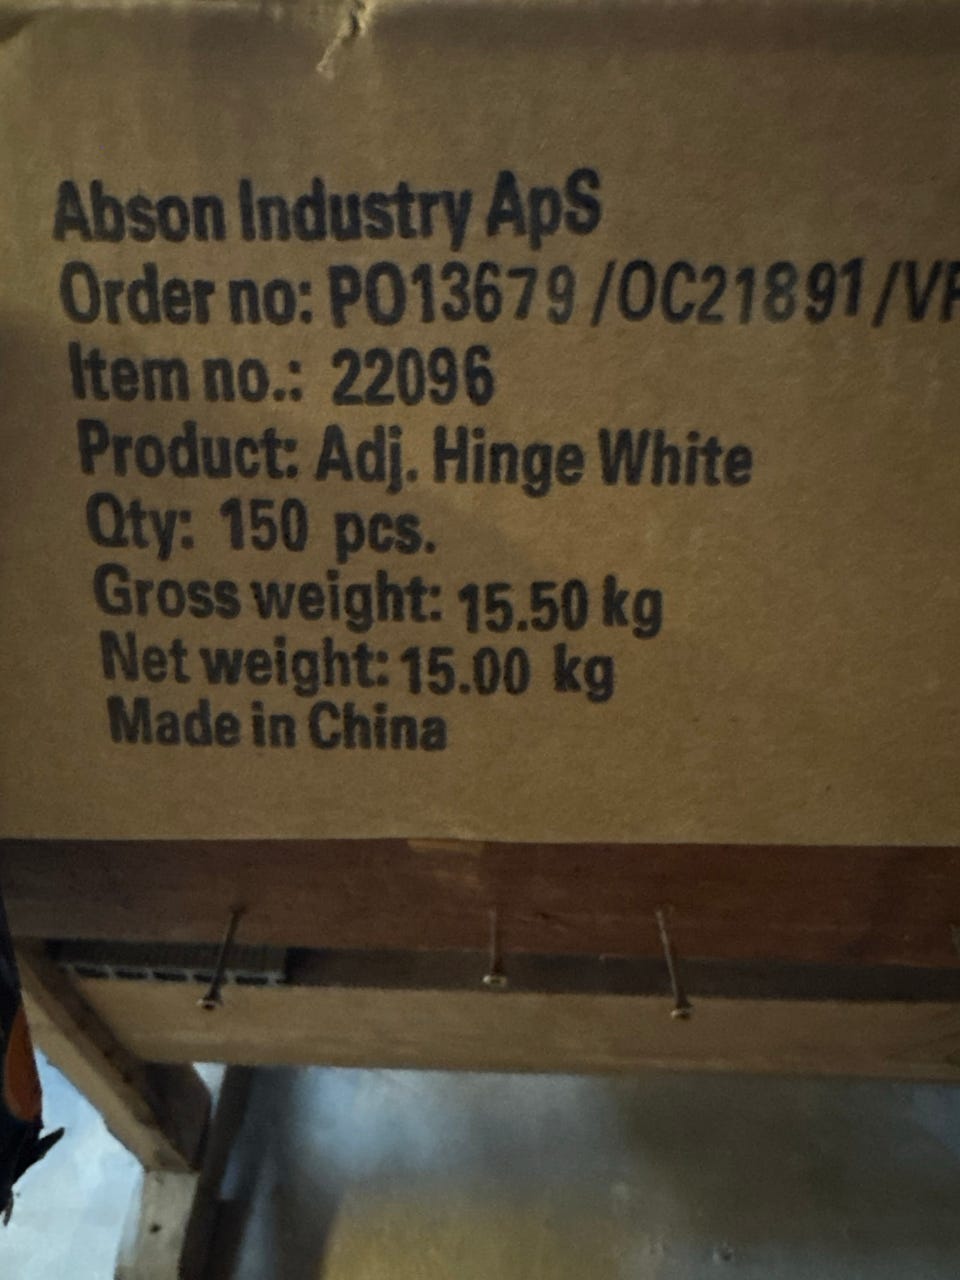 Abson Industry ApS
Order no: PO13679 /OC21891 /VF
Item no.: 22096
Product: Adj. Hinge White
Qty: 150 pcs.
Gross weight: 15.50 kg
Net weight: 15.00 kg
Made in China